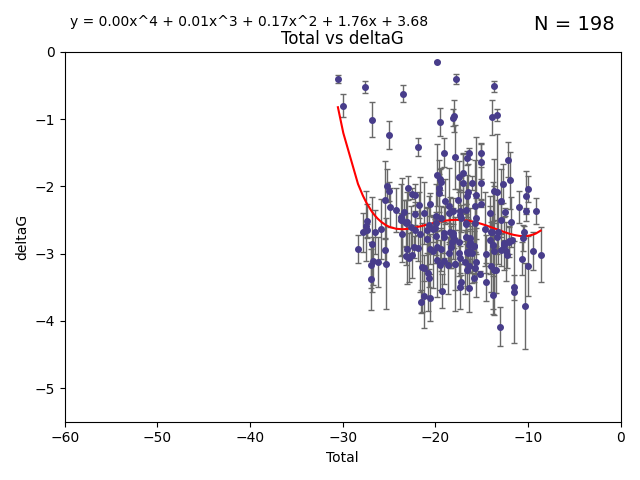 y = 0.00x^4 + 0.01x^3 + 0.17x^2 + 1.76x + 3.68
N = 198
Total vs deltaG
0
−1
−2
−3
−4
−5
deltaG
−60 −50 −40 −30 −20 −10 0
Total